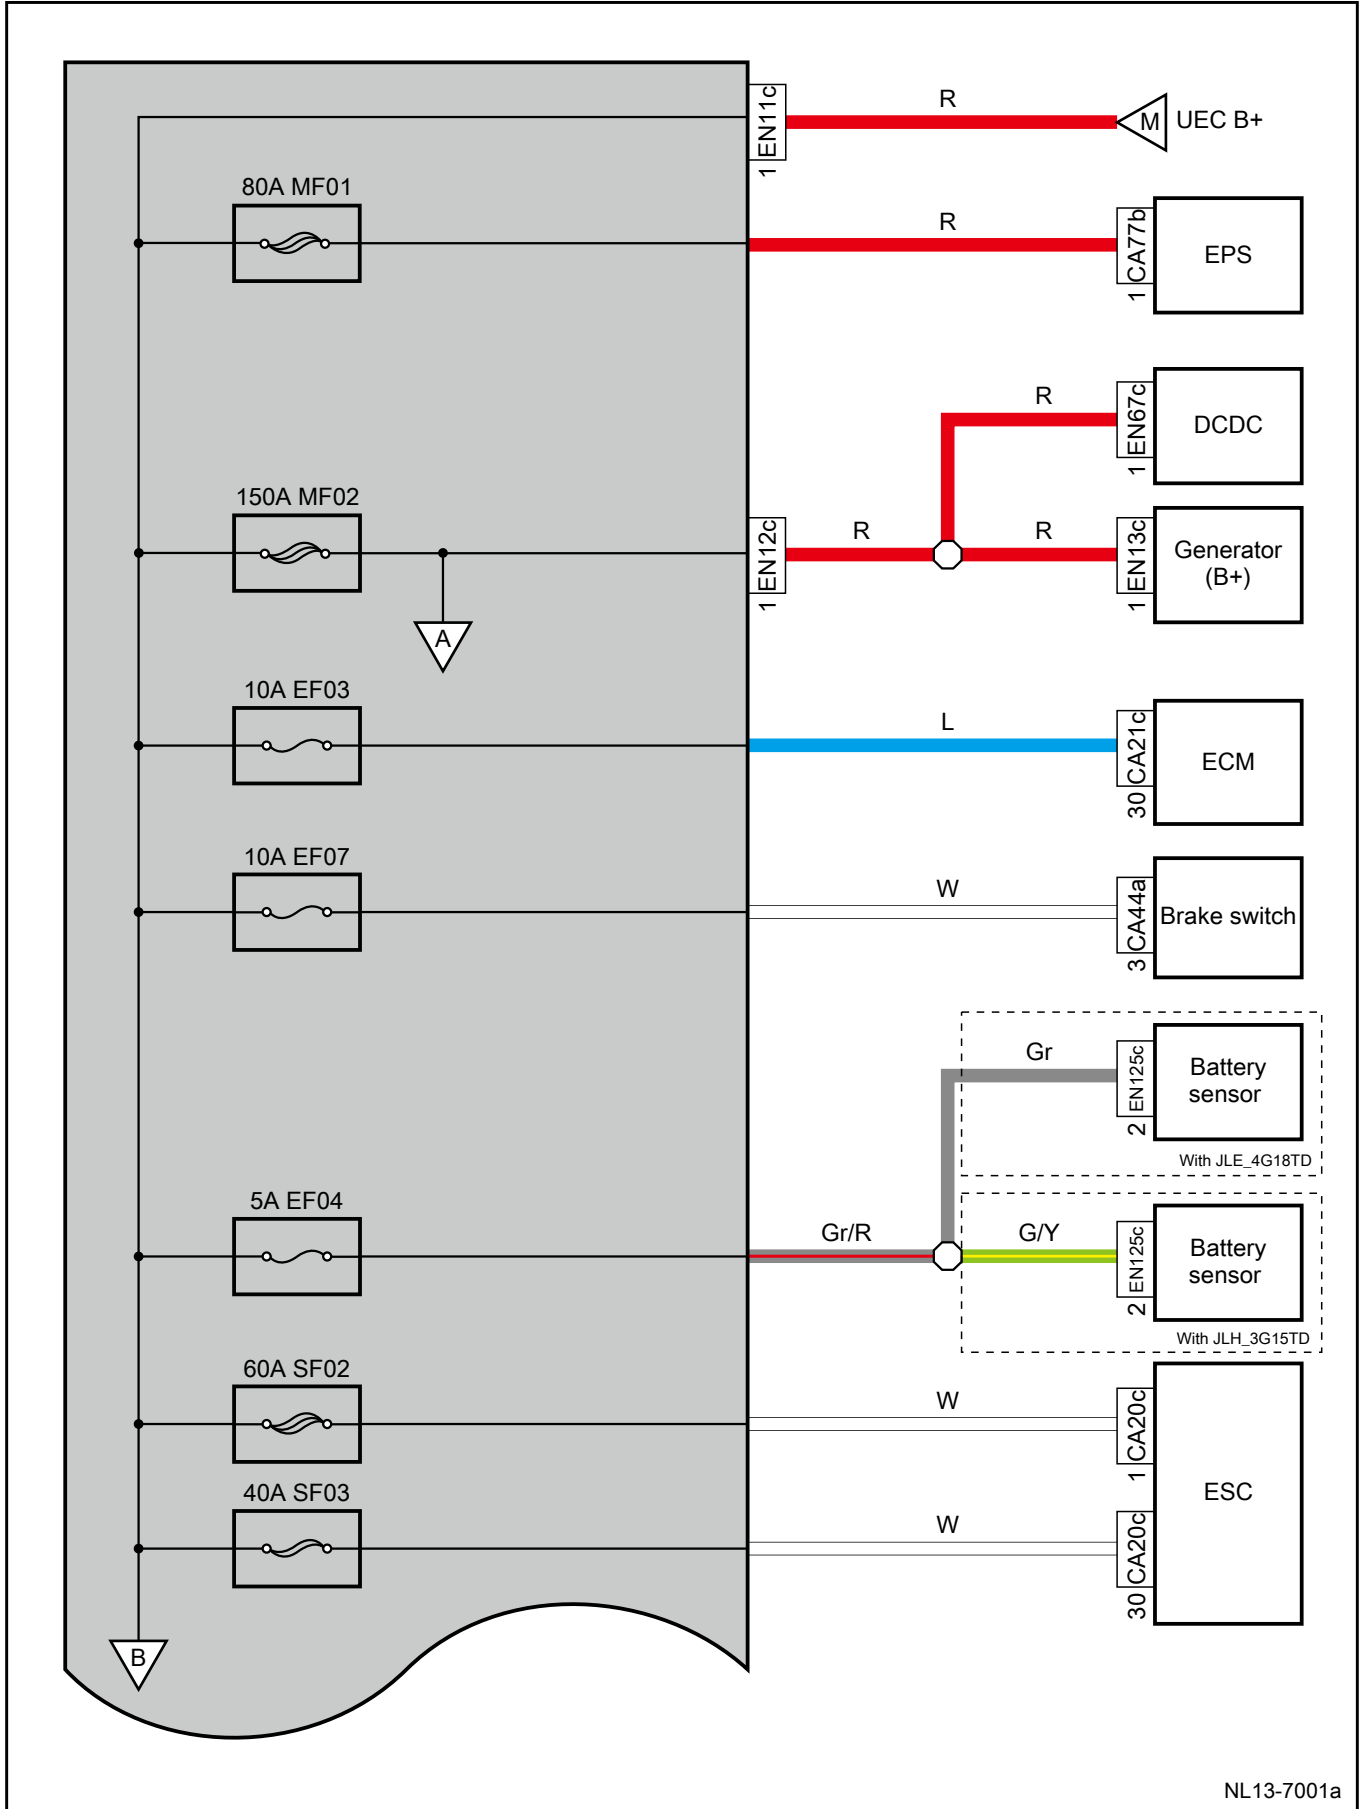 R
1 EN11c
M
UEC B+
80A MF01
R
1 CA77b
EPS
R
1 EN67c
DCDC
150A MF02
1 EN12c
R
R
1 EN13c
Generator
(B+)
A
10A EF03
L
30 CA21c
ECM
10A EF07
W
3 CA44a
Brake switch
Gr
2 EN125c
Battery
sensor
With JLE_4G18TD
5A EF04
Gr/R
G/Y
2 EN125c
Battery
sensor
With JLH_3G15TD
60A SF02
W
1 CA20c
ESC
40A SF03
W
30 CA20c
B
NL13-7001a